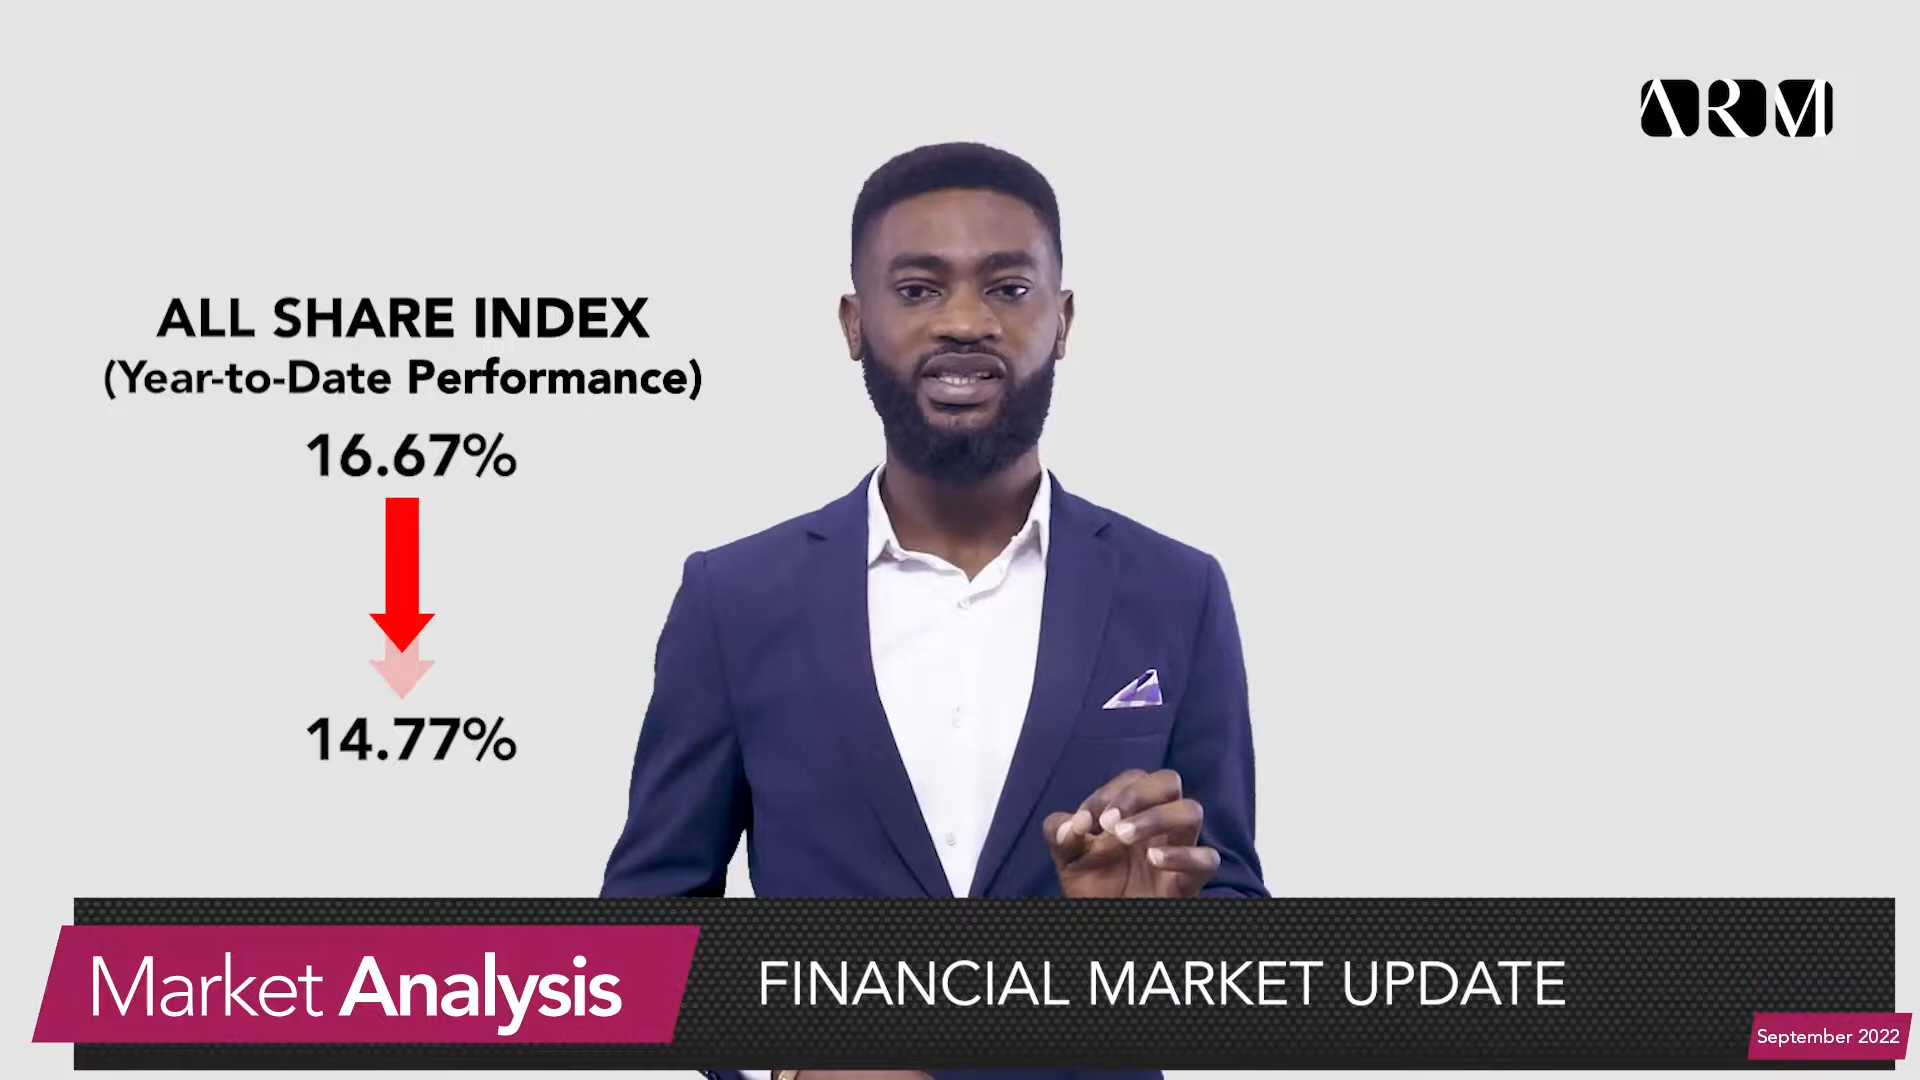 ARM
ALL SHARE INDEX
(Year-to-Date Performance)
16.67%
14.77%
Market Analysis
FINANCIAL MARKET UPDATE
September 2022